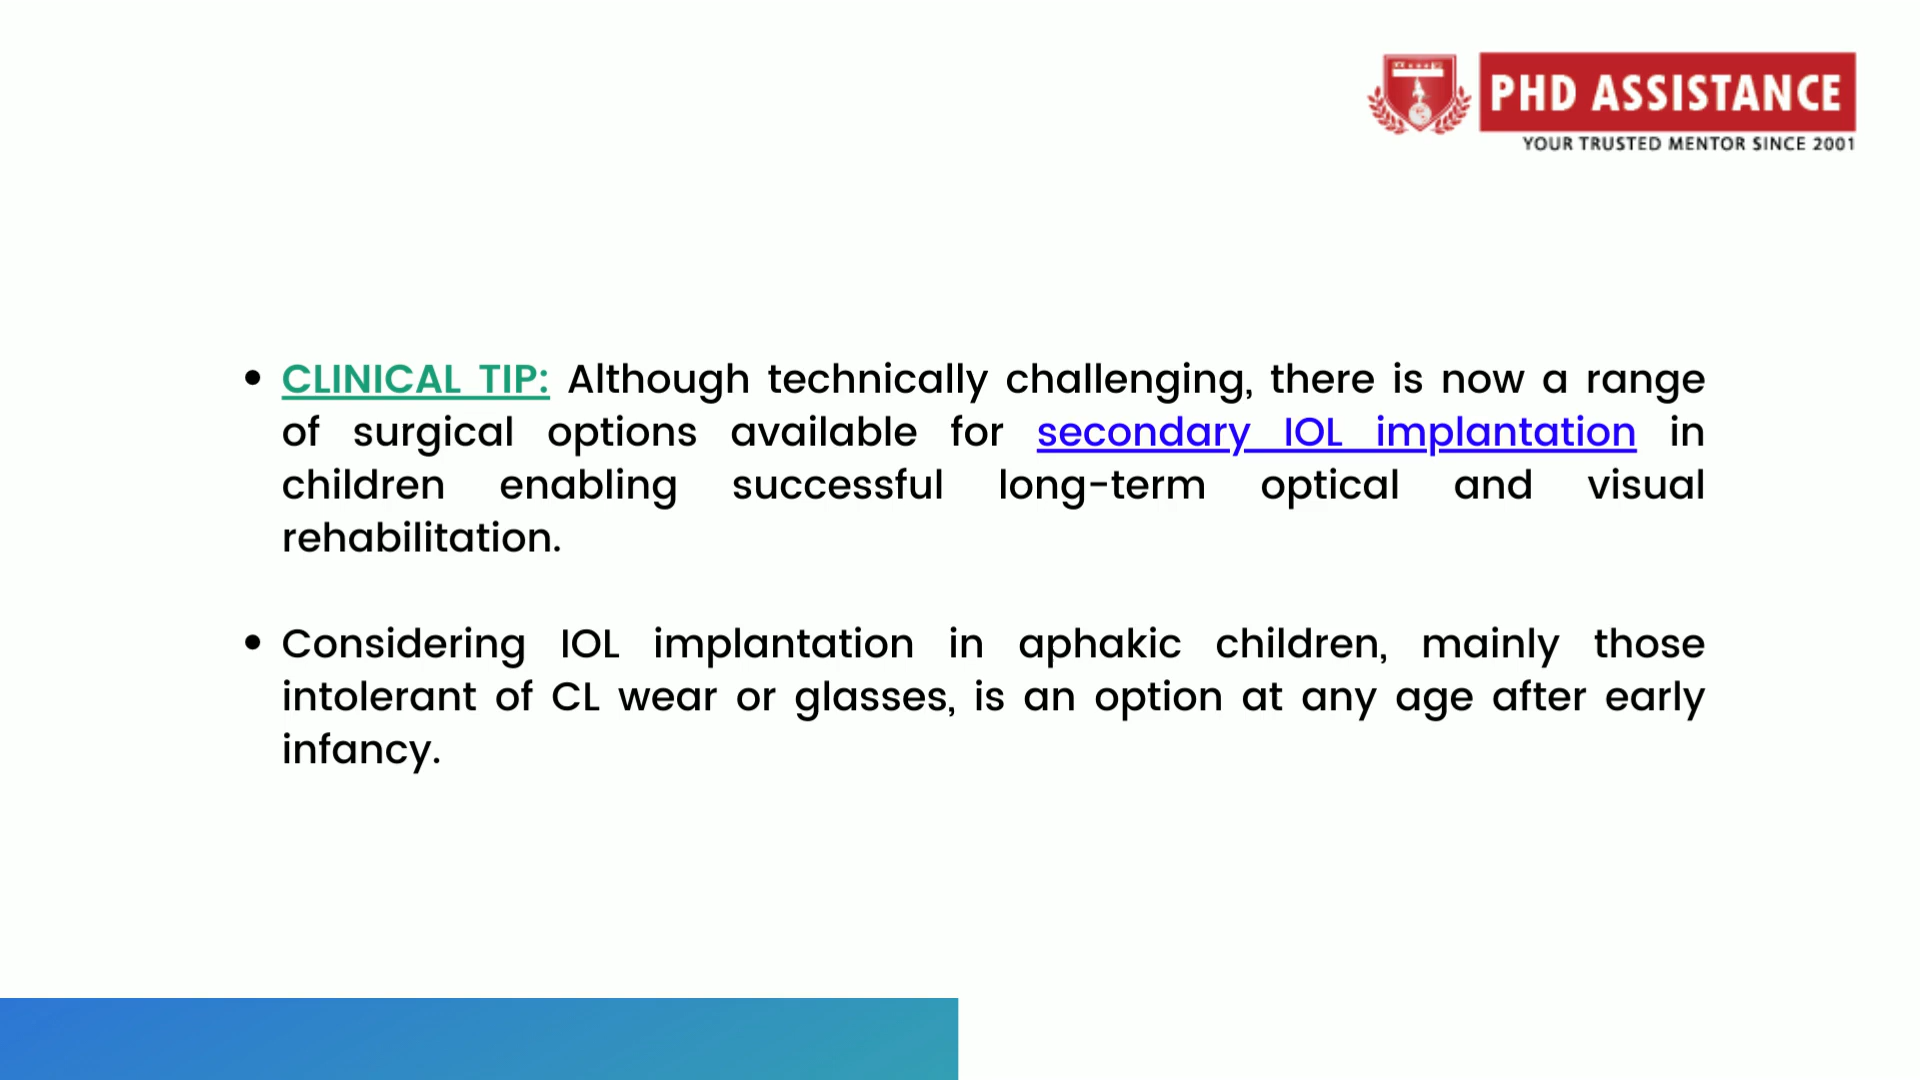 PHD ASSISTANCE
YOUR TRUSTED MENTOR SINCE 2001
• CLINICAL TIP: Although technically challenging, there is now a range
of surgical options available for secondary IOL implantation in
children enabling successful long-term optical and visual
rehabilitation.
• Considering IOL implantation in aphakic children, mainly those
intolerant of CL wear or glasses, is an option at any age after early
infancy.